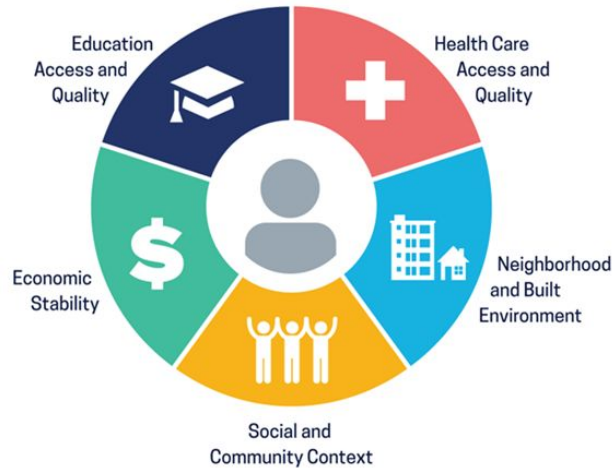 Education
Access and
Quality
Health Care
Access and
Quality
$
Economic
Stability
Neighborhood
and Built
Environment
Social and
Community Context